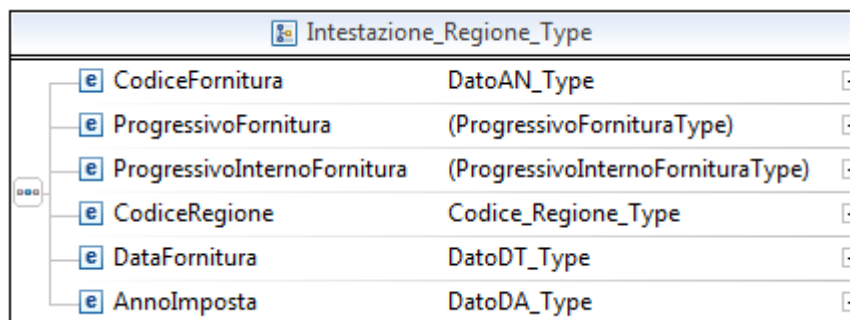 Intestazione_Regione_Type
CodiceFornitura DatoAN_Type
ProgressivoFornitura (ProgressivoFornituraType)
ProgressivoInternoFornitura (ProgressivoInternoFornituraType)
CodiceRegione Codice_Regione_Type
DataFornitura DatoDT_Type
AnnoImposta DatoDA_Type